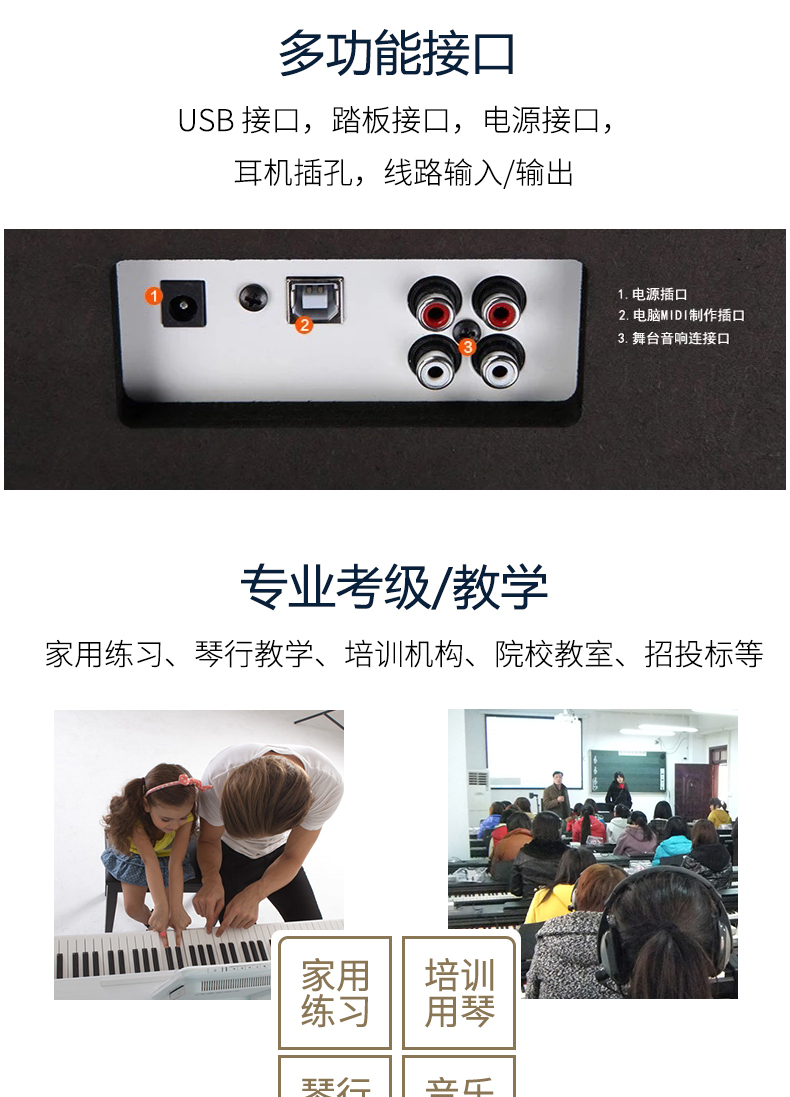 多功能接口
USB 接口，踏板接口，电源接口，
耳机插孔，线路输入/输出
1
2
3
1. 电源插口
2. 电脑MIDI制作插口
3. 舞台音响连接口
专业考级/教学
家用练习、琴行教学、培训机构、院校教室、招投标等
家用
练习
培训
用琴
琴行
音乐